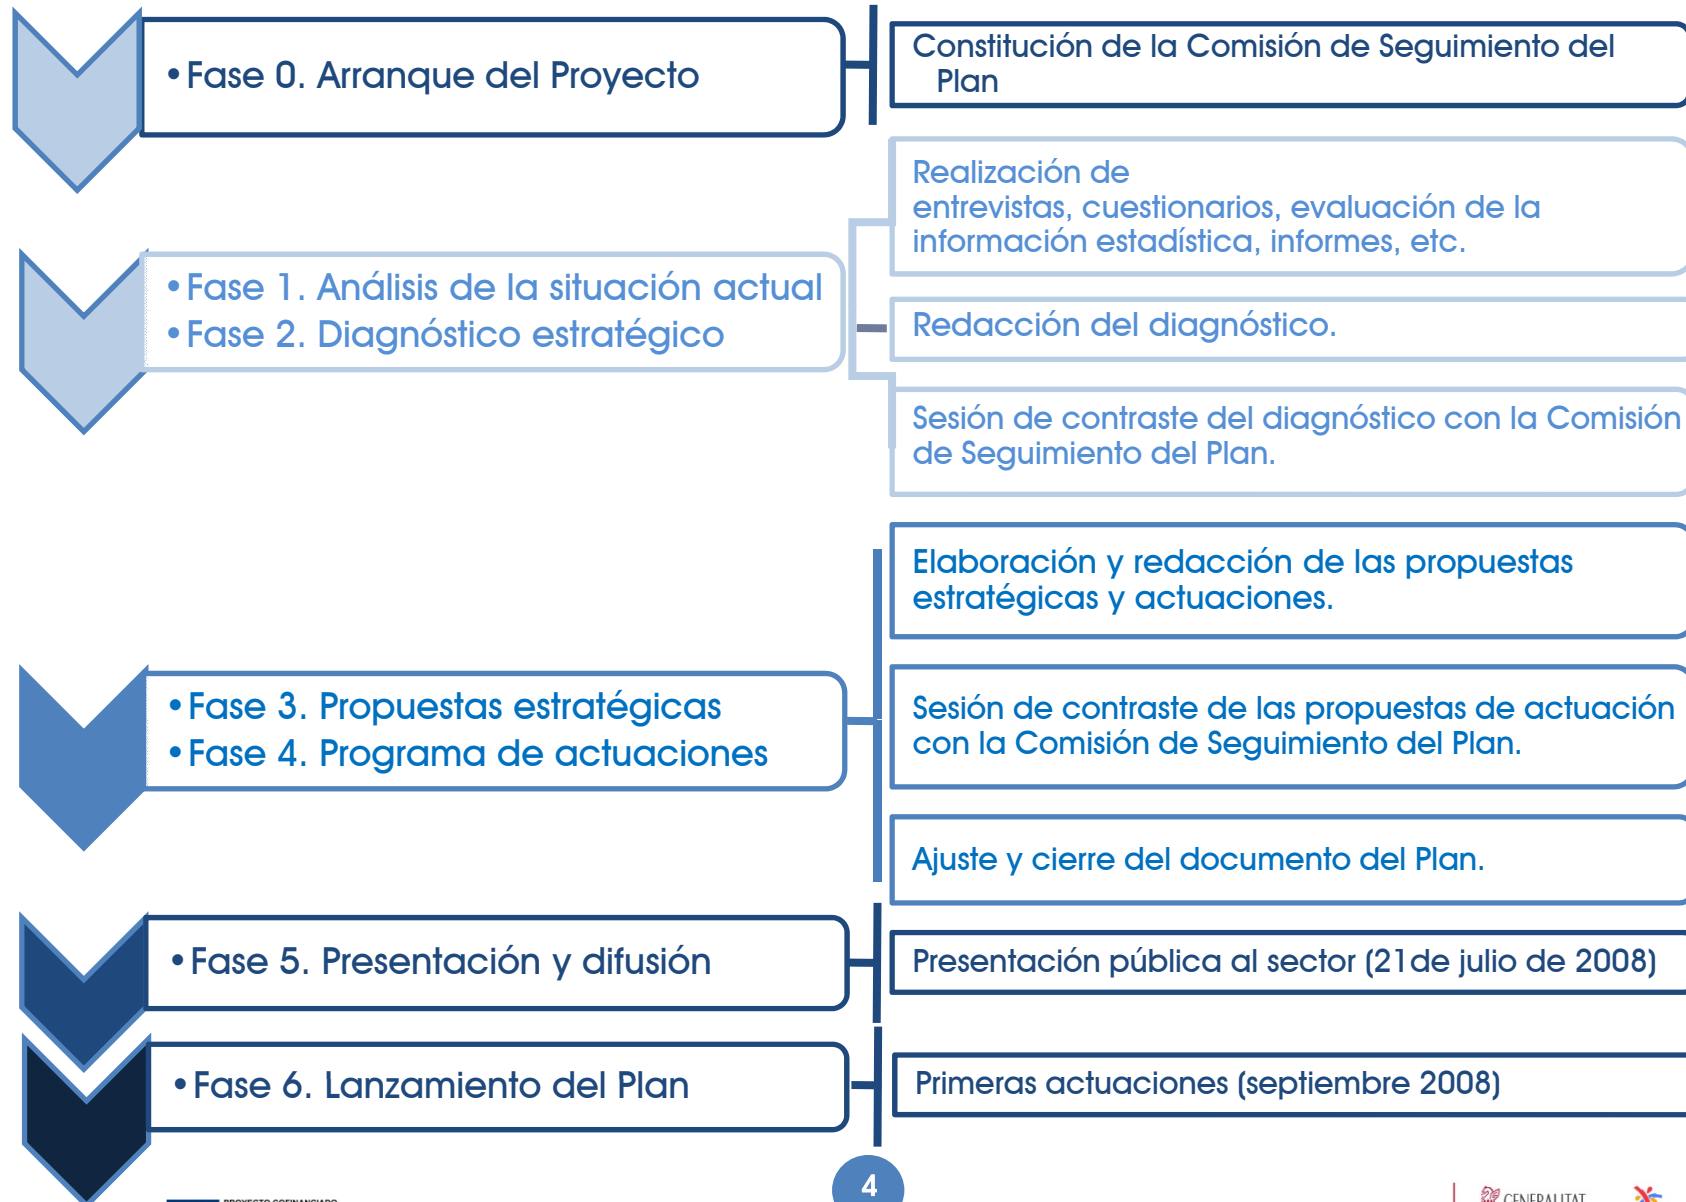 • Fase 0. Arranque del Proyecto
Constitución de la Comisión de Seguimiento del
Plan
Realización de
entrevistas, cuestionarios, evaluación de la
información estadística, informes, etc.
• Fase 1. Análisis de la situación actual
• Fase 2. Diagnóstico estratégico
Redacción del diagnóstico.
Sesión de contraste del diagnóstico con la Comisión
de Seguimiento del Plan.
Elaboración y redacción de las propuestas
estratégicas y actuaciones.
• Fase 3. Propuestas estratégicas
• Fase 4. Programa de actuaciones
Sesión de contraste de las propuestas de actuación
con la Comisión de Seguimiento del Plan.
Ajuste y cierre del documento del Plan.
• Fase 5. Presentación y difusión
Presentación pública al sector (21de julio de 2008)
• Fase 6. Lanzamiento del Plan
Primeras actuaciones (septiembre 2008)
4
PROYECTO COFINANCIADO
GENERALITAT